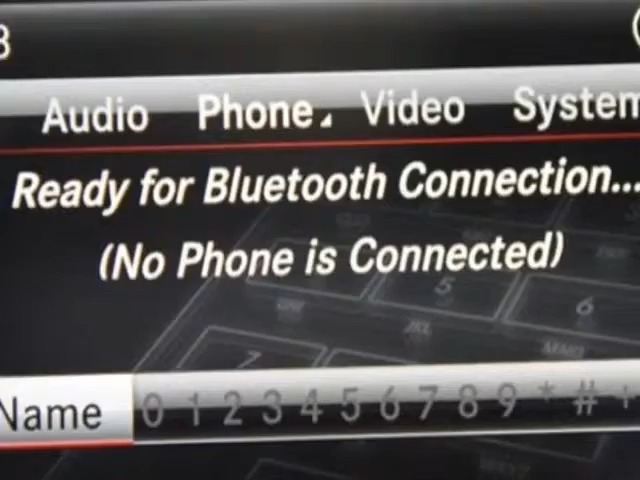 Audio Phone Video System
Ready for Bluetooth Connection...
(No Phone is Connected)
Name 0 1 2 3 4 5 6 7 8 9 * # +